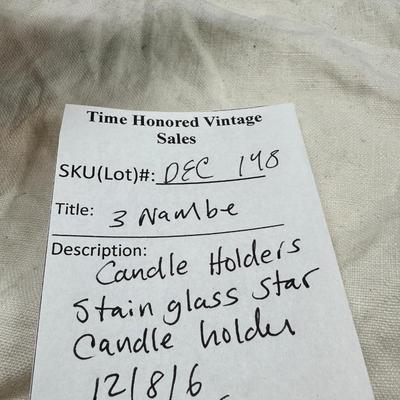 Time Honored Vintage
Sales
SKU(Lot)#: DEC 148
Title: 3 Nambe
Description:
Candle Holders
Stain glass Star
Candle holder
12/8/6